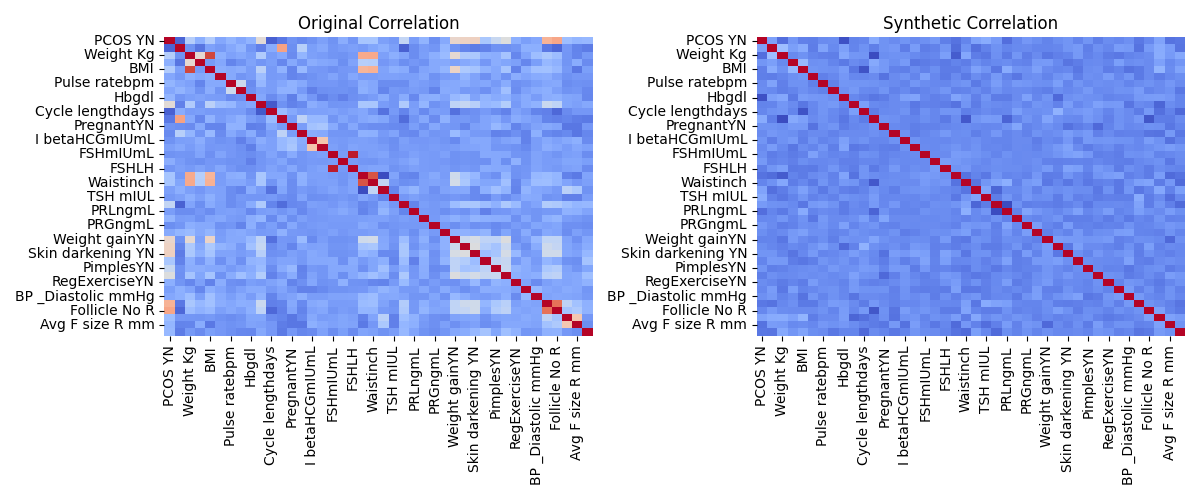 Original Correlation
PCOS YN
Weight Kg
BMI
Pulse ratebpm
Hbgdl
Cycle lengthdays
PregnantYN
I betaHCGmIUmL
FSHmIUmL
FSHLH
Waistinch
TSH mIUL
PRLngmL
PRGngmL
Weight gainYN
Skin darkening YN
PimplesYN
RegExerciseYN
BP _Diastolic mmHg
Follicle No R
Avg F size R mm
PCOS YN
Weight Kg
BMI
Pulse ratebpm
Hbgdl
Cycle lengthdays
PregnantYN
I betaHCGmIUmL
FSHmIUmL
FSHLH
Waistinch
TSH mIUL
PRLngmL
PRGngmL
Weight gainYN
Skin darkening YN
PimplesYN
RegExerciseYN
BP _Diastolic mmHg
Follicle No R
Avg F size R mm
Synthetic Correlation
PCOS YN
Weight Kg
BMI
Pulse ratebpm
Hbgdl
Cycle lengthdays
PregnantYN
I betaHCGmIUmL
FSHmIUmL
FSHLH
Waistinch
TSH mIUL
PRLngmL
PRGngmL
Weight gainYN
Skin darkening YN
PimplesYN
RegExerciseYN
BP _Diastolic mmHg
Follicle No R
Avg F size R mm
PCOS YN
Weight Kg
BMI
Pulse ratebpm
Hbgdl
Cycle lengthdays
PregnantYN
I betaHCGmIUmL
FSHmIUmL
FSHLH
Waistinch
TSH mIUL
PRLngmL
PRGngmL
Weight gainYN
Skin darkening YN
PimplesYN
RegExerciseYN
BP _Diastolic mmHg
Follicle No R
Avg F size R mm